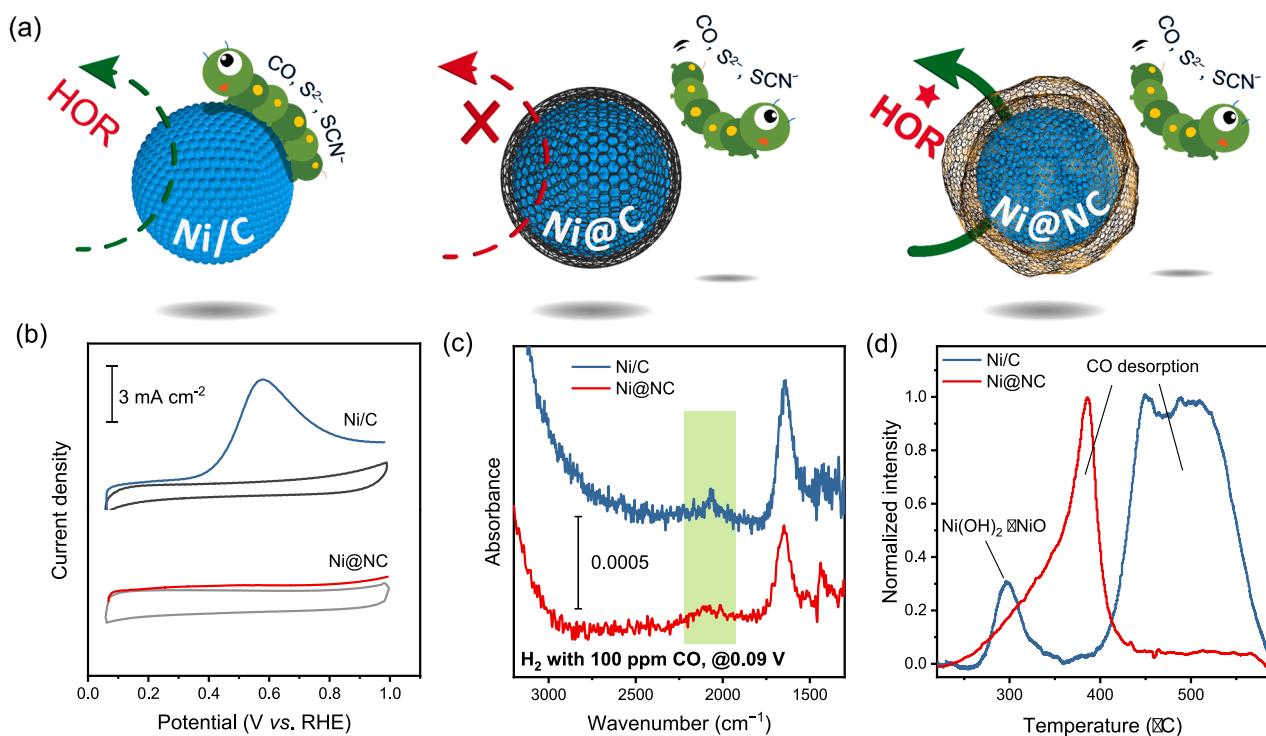 (a)
HOR
CO, S²⁻, SCN⁻
Ni/C
CO, S²⁻, SCN⁻
Ni@C
CO, S²⁻, SCN⁻
HOR
Ni@NC
(b)
3 mA cm⁻²
Ni/C
Ni@NC
Current density
0.0 0.2 0.4 0.6 0.8 1.0
Potential (V vs. RHE)
(c)
Ni/C
Ni@NC
0.0005
H₂ with 100 ppm CO, @0.09 V
Absorbance
3000 2500 2000 1500
Wavenumber (cm⁻¹)
(d)
Ni/C
Ni@NC
CO desorption
Ni(OH)₂ NiO
Normalized intensity
1.0
0.8
0.6
0.4
0.2
0.0
300 400 500
Temperature (C)